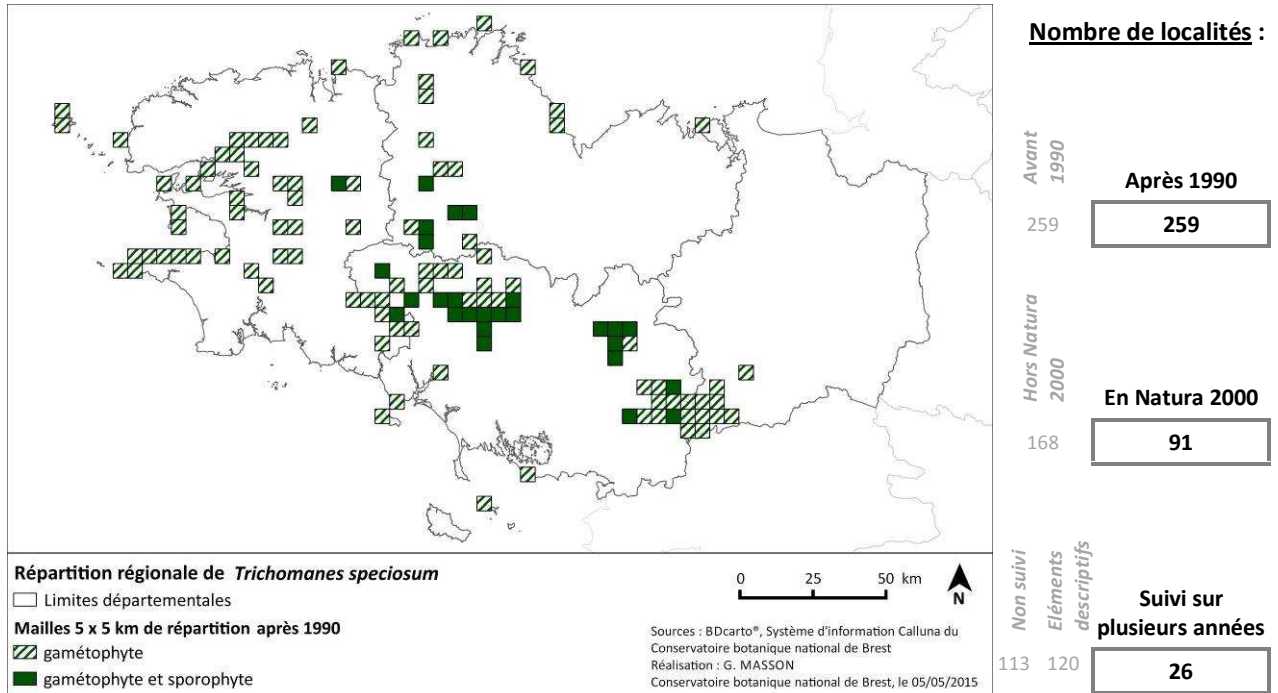 Nombre de localités :
Avant
1990
259
Après 1990
259
Hors Natura
2000
168
En Natura 2000
91
Non suivi
113
Eléments
descriptifs
120
Suivi sur
plusieurs années
26
Répartition régionale de Trichomanes speciosum
Limites départementales
Mailles 5 x 5 km de répartition après 1990
gamétophyte
gamétophyte et sporophyte
0 25 50 km
N
Sources : BDcarto®, Système d'information Calluna du
Conservatoire botanique national de Brest
Réalisation : G. MASSON
Conservatoire botanique national de Brest, le 05/05/2015